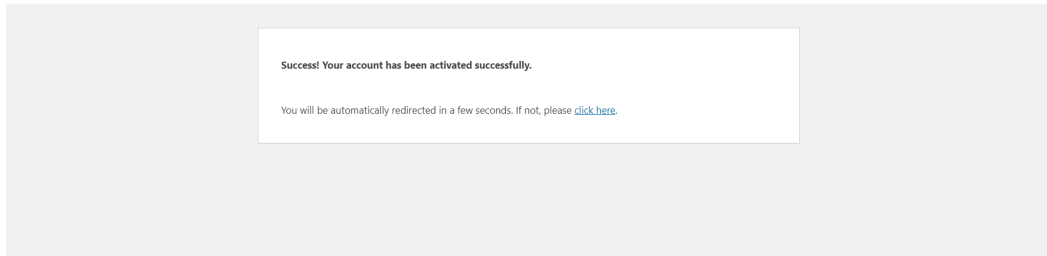 Success! Your account has been activated successfully.
You will be automatically redirected in a few seconds. If not, please click here.